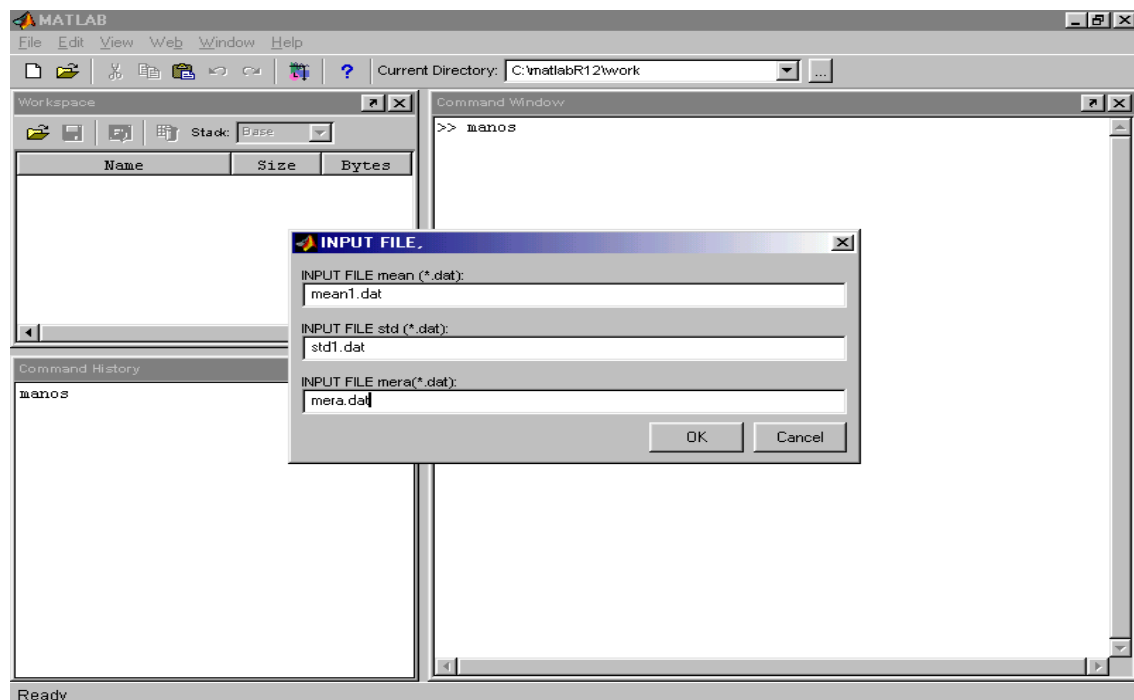 MATLAB
File Edit View Web Window Help
? Current Directory: C:\matlabR12\work ...
Workspace
Stack: Base
Name Size Bytes
Command Window
>> manos
INPUT FILE,
INPUT FILE mean (*.dat):
mean1.dat
INPUT FILE std (*.dat):
std1.dat
INPUT FILE mera(*.dat):
mera.dat
OK Cancel
Command History
manos
Ready